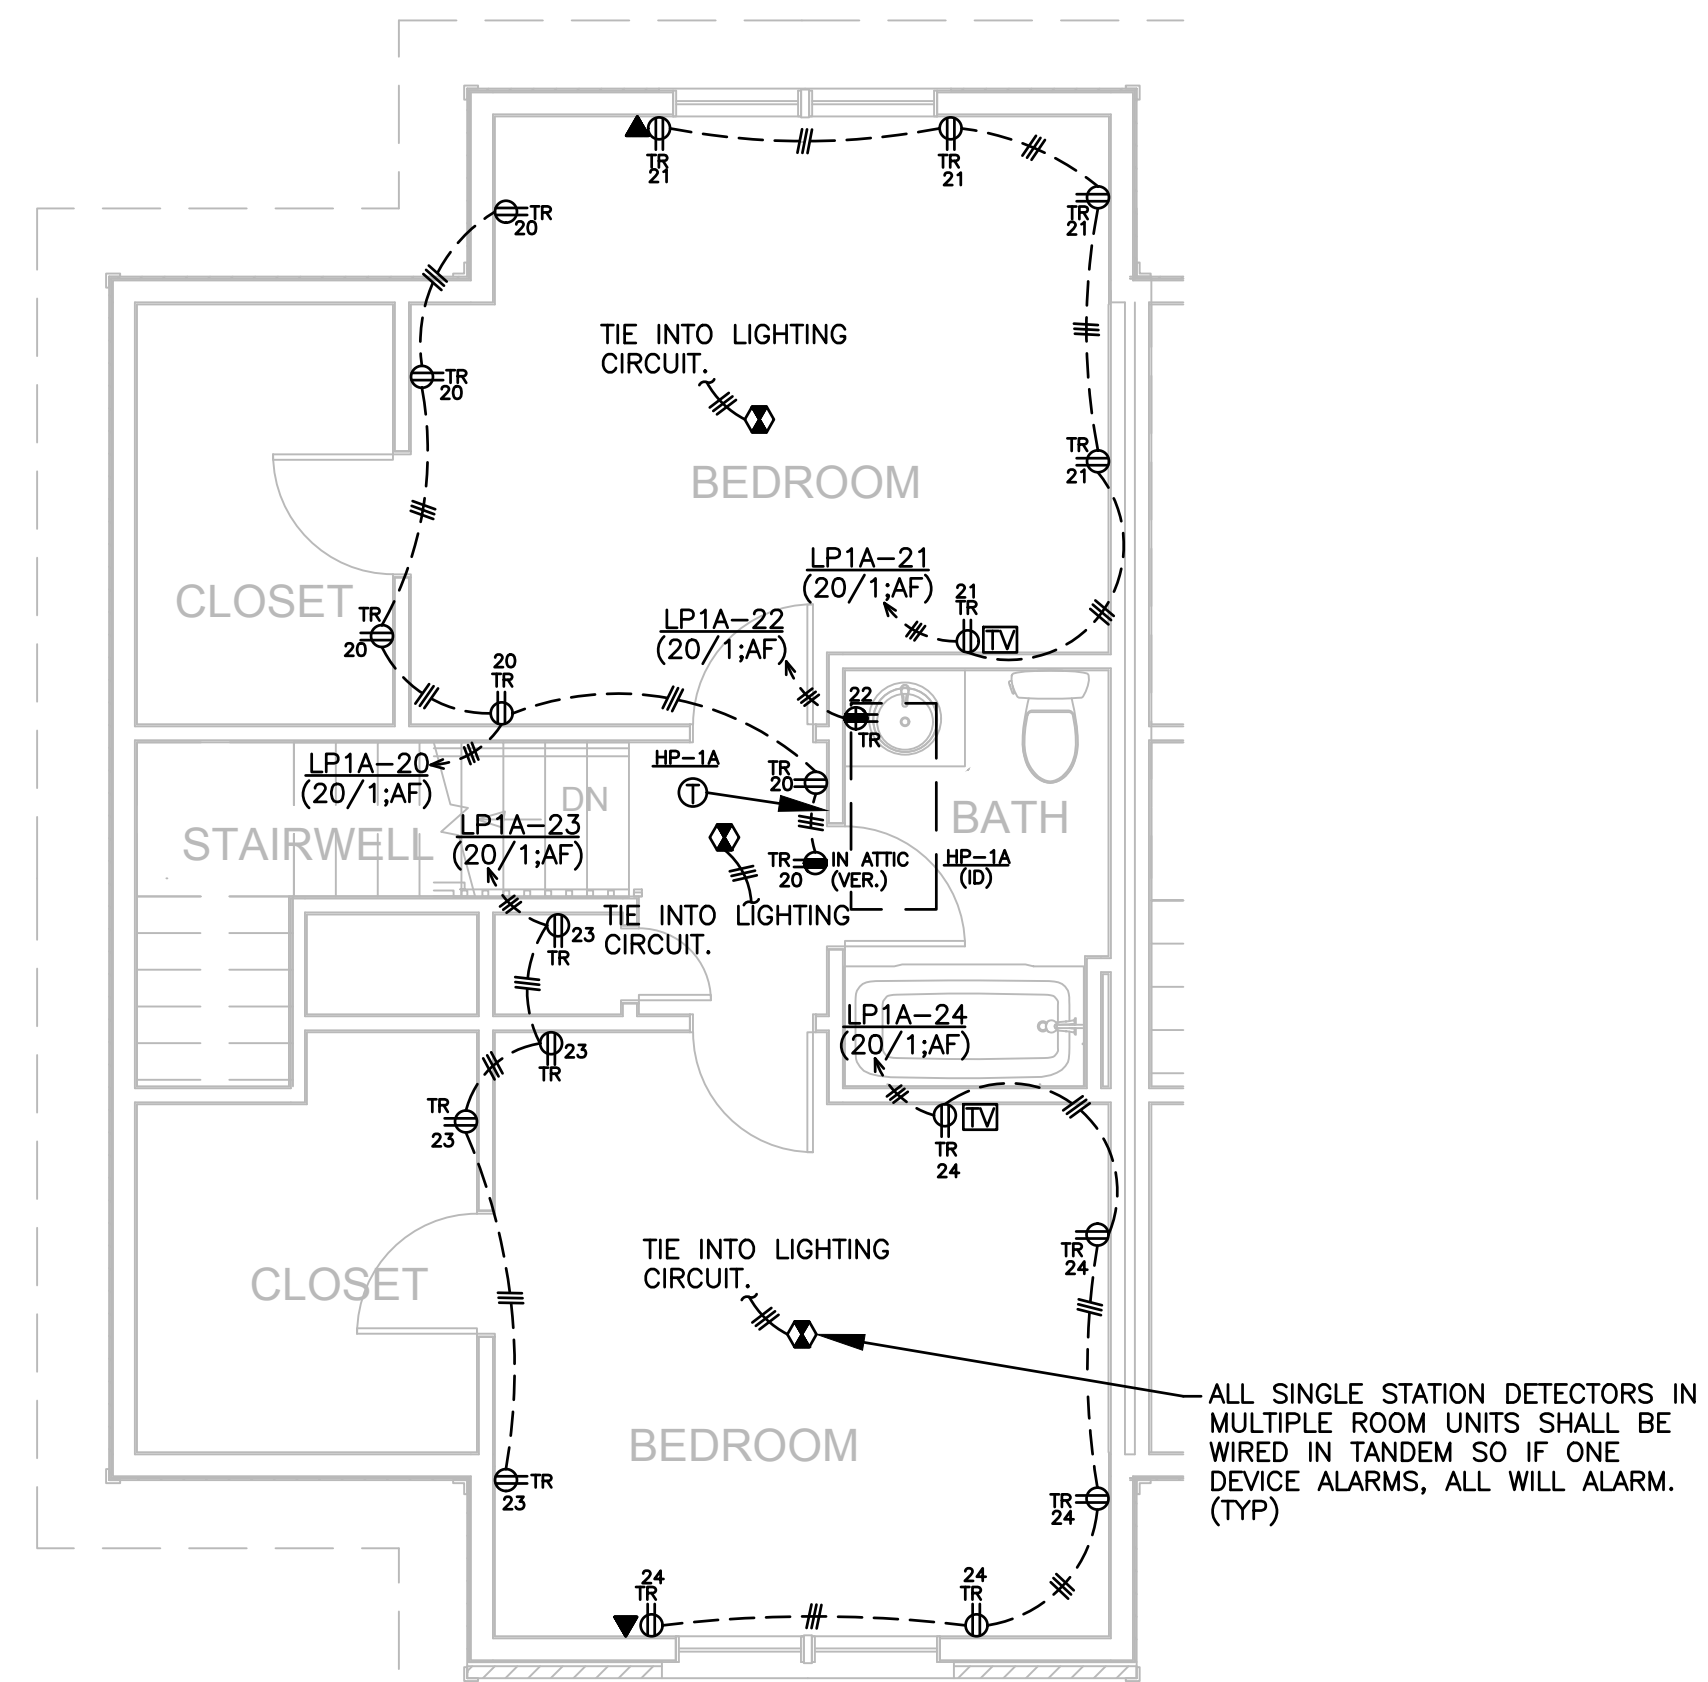 TR
21
TR
21
TR
20
TR
21
TIE INTO LIGHTING
CIRCUIT.
TR
20
TR
21
BEDROOM
LP1A-21
(20/1;AF)
21
TR
TV
CLOSET
TR
20
LP1A-22
(20/1;AF)
20
TR
22
TR
LP1A-20
(20/1;AF)
HP-1A
T
TR
20
DN
BATH
STAIRWELL
LP1A-23
(20/1;AF)
TR
20
IN ATTIC
(VER.)
HP-1A
(ID)
TIE INTO LIGHTING
CIRCUIT.
23
TR
LP1A-24
(20/1;AF)
23
TR
TR
23
TV
TR
24
TR
24
TIE INTO LIGHTING
CIRCUIT.
CLOSET
ALL SINGLE STATION DETECTORS IN
MULTIPLE ROOM UNITS SHALL BE
WIRED IN TANDEM SO IF ONE
DEVICE ALARMS, ALL WILL ALARM.
(TYP)
BEDROOM
TR
23
TR
24
24
TR
24
TR